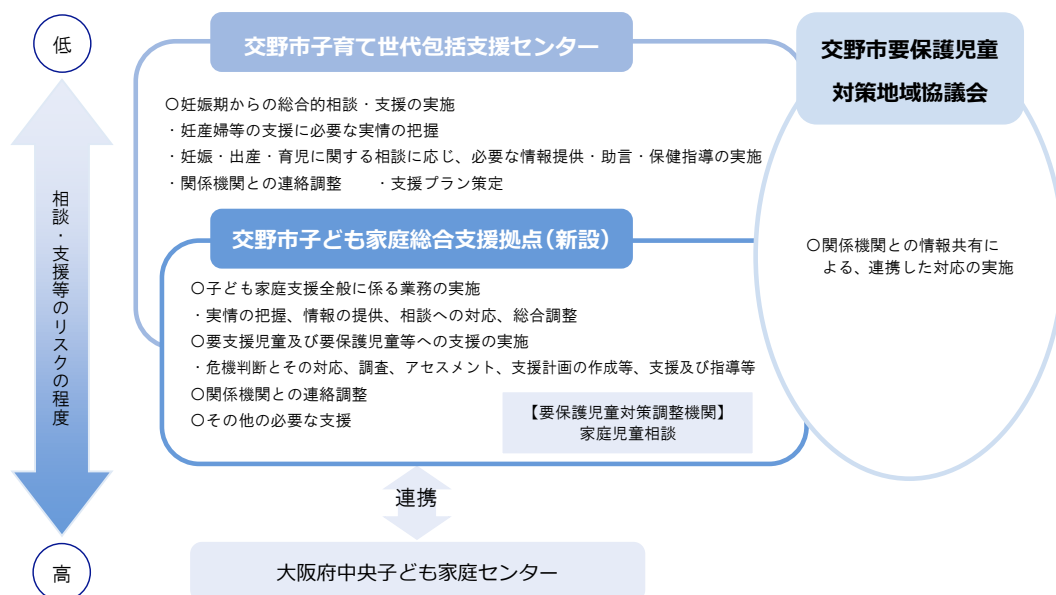 低
交野市子育て世代包括支援センター
〇妊娠期からの総合的相談・支援の実施
・妊産婦等の支援に必要な実情の把握
・妊娠・出産・育児に関する相談に応じ、必要な情報提供・助言・保健指導の実施
・関係機関との連絡調整　　・支援プラン策定
交野市要保護児童
対策地域協議会
〇関係機関との情報共有に
よる、連携した対応の実施
相談・支援等のリスクの程度
交野市子ども家庭総合支援拠点（新設）
〇子ども家庭支援全般に係る業務の実施
・実情の把握、情報の提供、相談への対応、総合調整
〇要支援児童及び要保護児童等への支援の実施
・危機判断とその対応、調査、アセスメント、支援計画の作成等、支援及び指導等
〇関係機関との連絡調整
〇その他の必要な支援
【要保護児童対策調整機関】
家庭児童相談
連携
高
大阪府中央子ども家庭センター